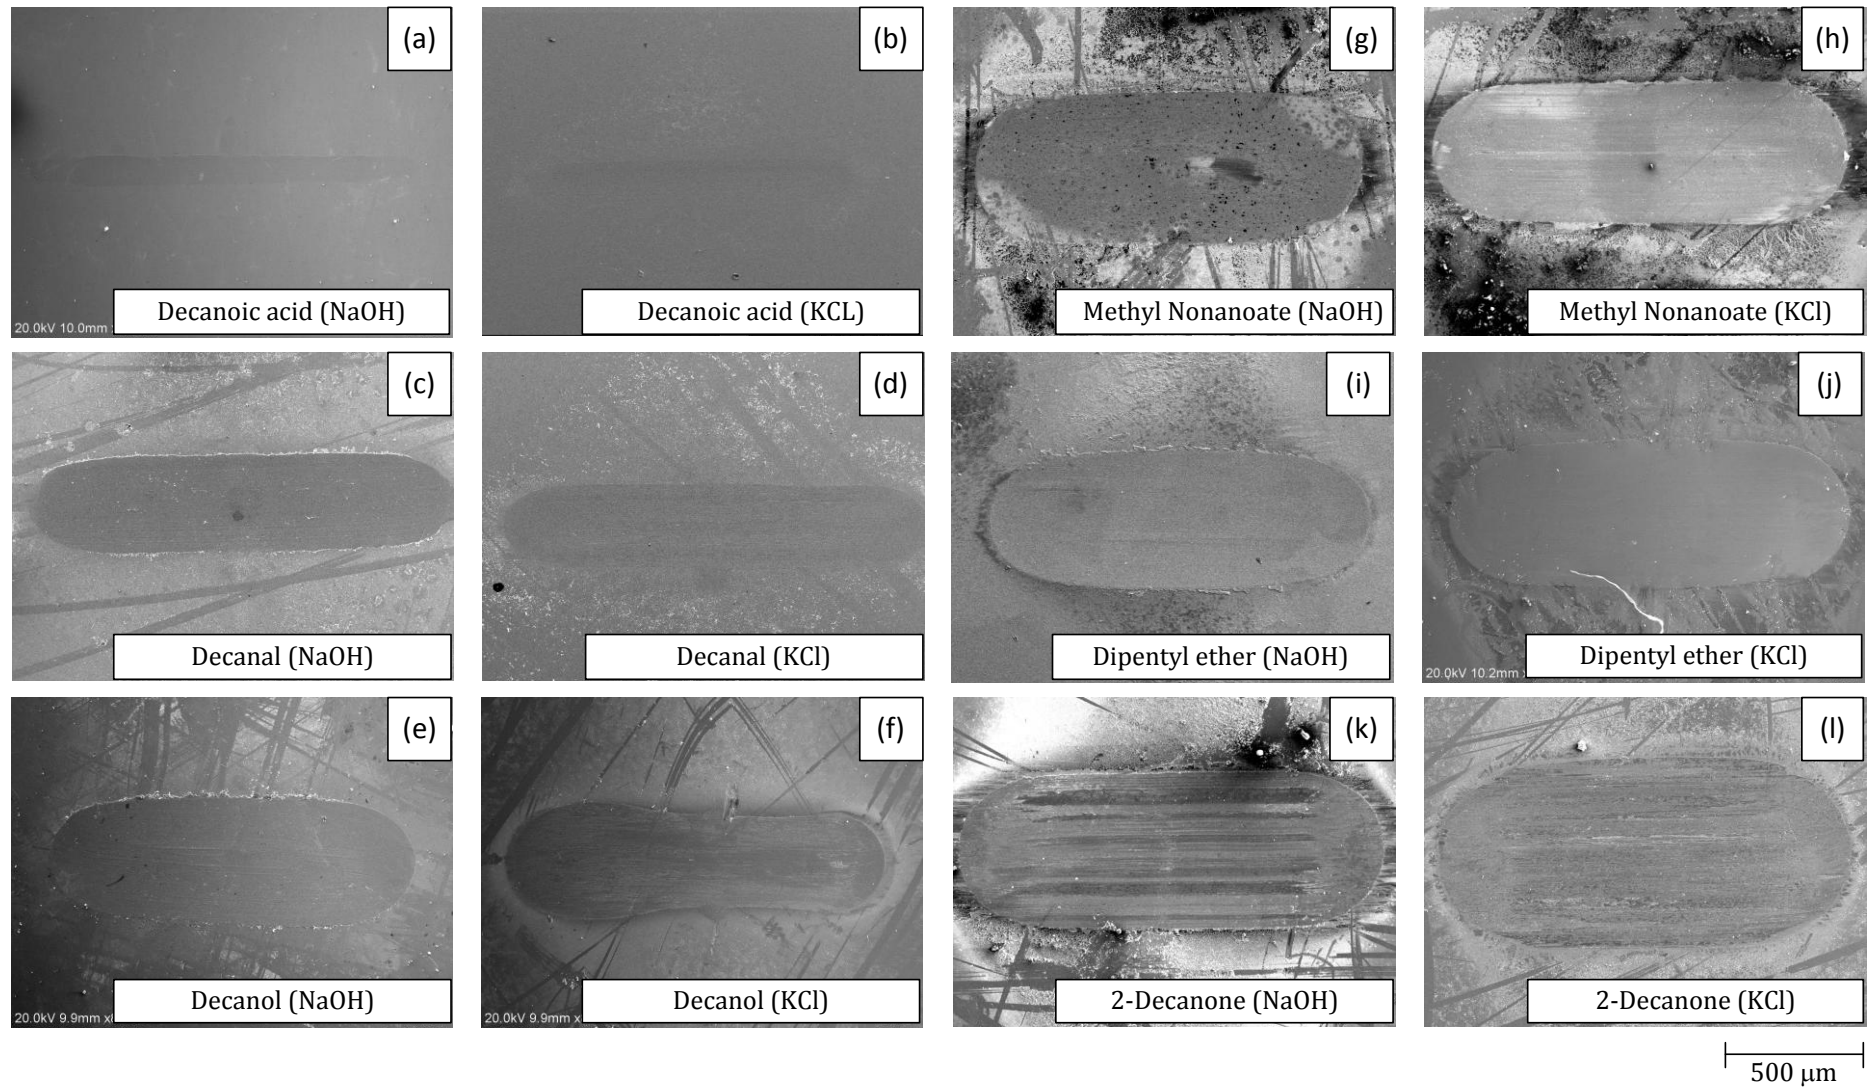 (a)
20.0kV 10.0mm
Decanoic acid (NaOH)
(b)
Decanoic acid (KCL)
(g)
Methyl Nonanoate (NaOH)
(h)
Methyl Nonanoate (KCl)
(c)
Decanal (NaOH)
(d)
Decanal (KCl)
(i)
Dipentyl ether (NaOH)
(j)
Dipentyl ether (KCl)
20.0kV 10.2mm
(e)
Decanol (NaOH)
20.0kV 9.9mm
(f)
Decanol (KCl)
20.0kV 9.9mm
(k)
2-Decanone (NaOH)
(l)
2-Decanone (KCl)
500 μm